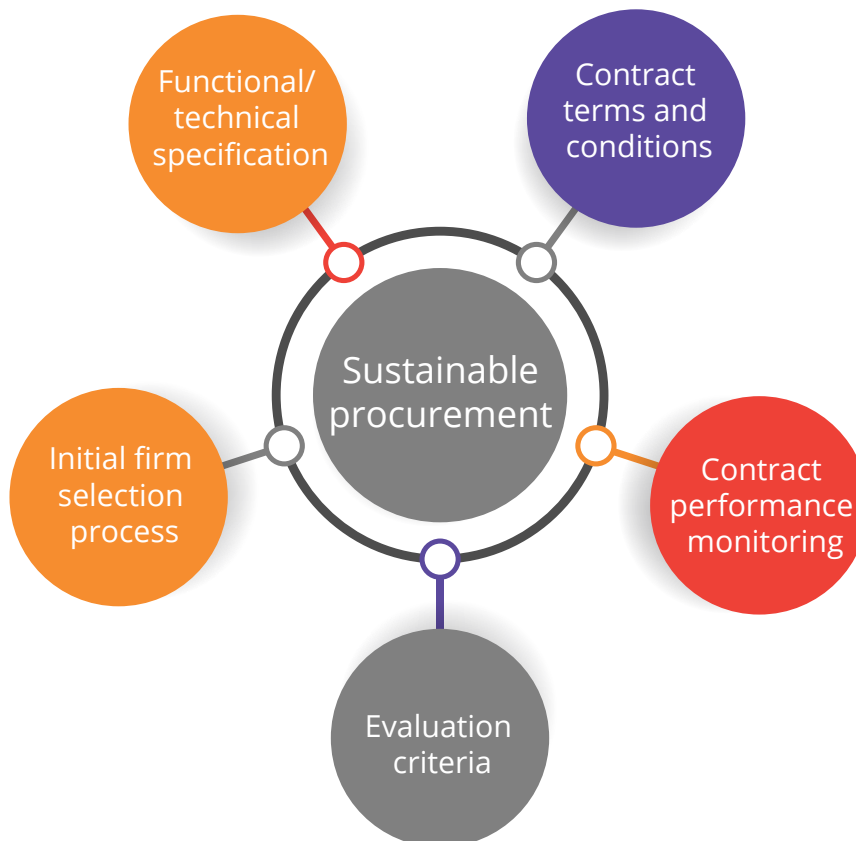 Functional/
technical
specification
Contract
terms and
conditions
Sustainable
procurement
Initial firm
selection
process
Contract
performance
monitoring
Evaluation
criteria